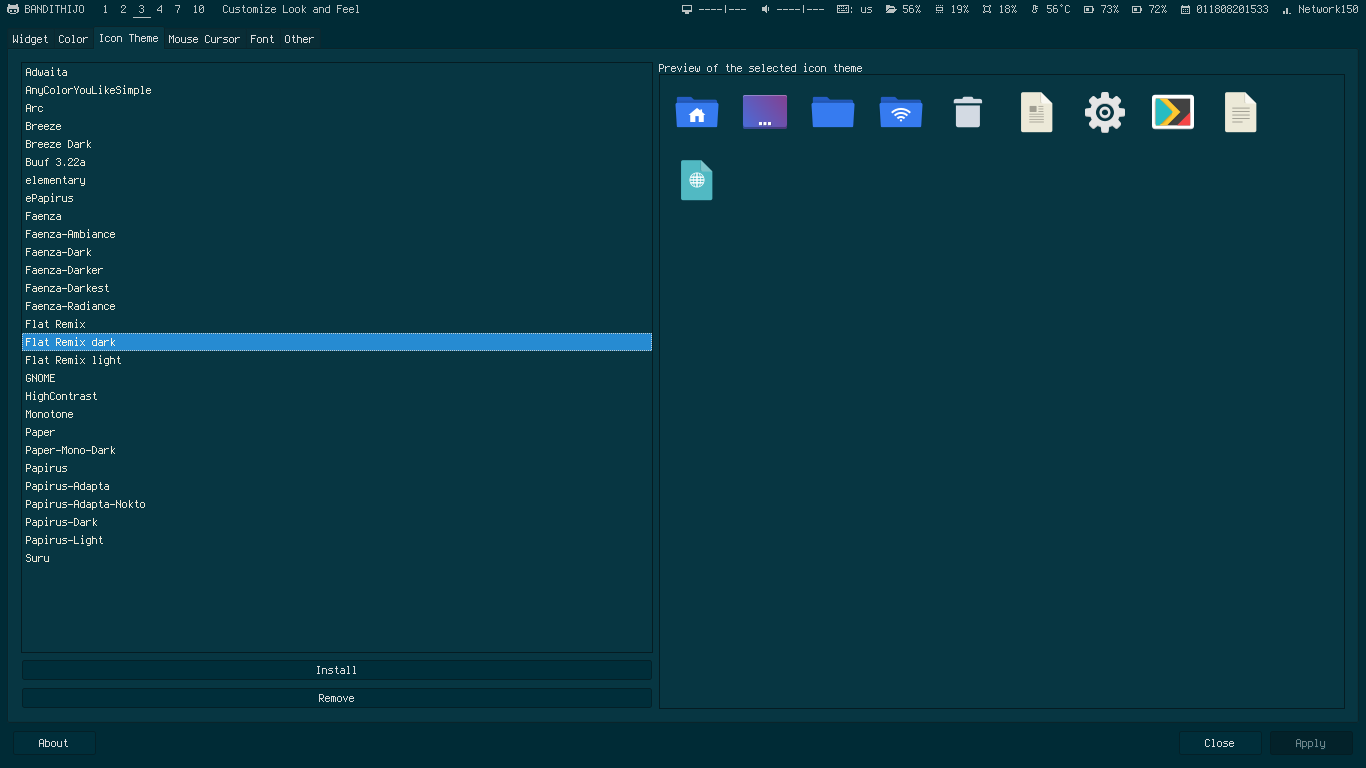 BANDITHIJO 1 2 3 4 7 10 Customize Look and Feel ----|--- ----|--- : us 56% 19% 18% 56°C 73% 72% 011808201533 Network150
Widget Color Icon Theme Mouse Cursor Font Other
Adwaita
AnyColorYouLikeSimple
Arc
Breeze
Breeze Dark
Buuf 3.22a
elementary
ePapirus
Faenza
Faenza-Ambiance
Faenza-Dark
Faenza-Darker
Faenza-Darkest
Faenza-Radiance
Flat Remix
Flat Remix dark
Flat Remix light
GNOME
HighContrast
Monotone
Paper
Paper-Mono-Dark
Papirus
Papirus-Adapta
Papirus-Adapta-Nokto
Papirus-Dark
Papirus-Light
Suru
Install
Remove
Preview of the selected icon theme
About
Close
Apply